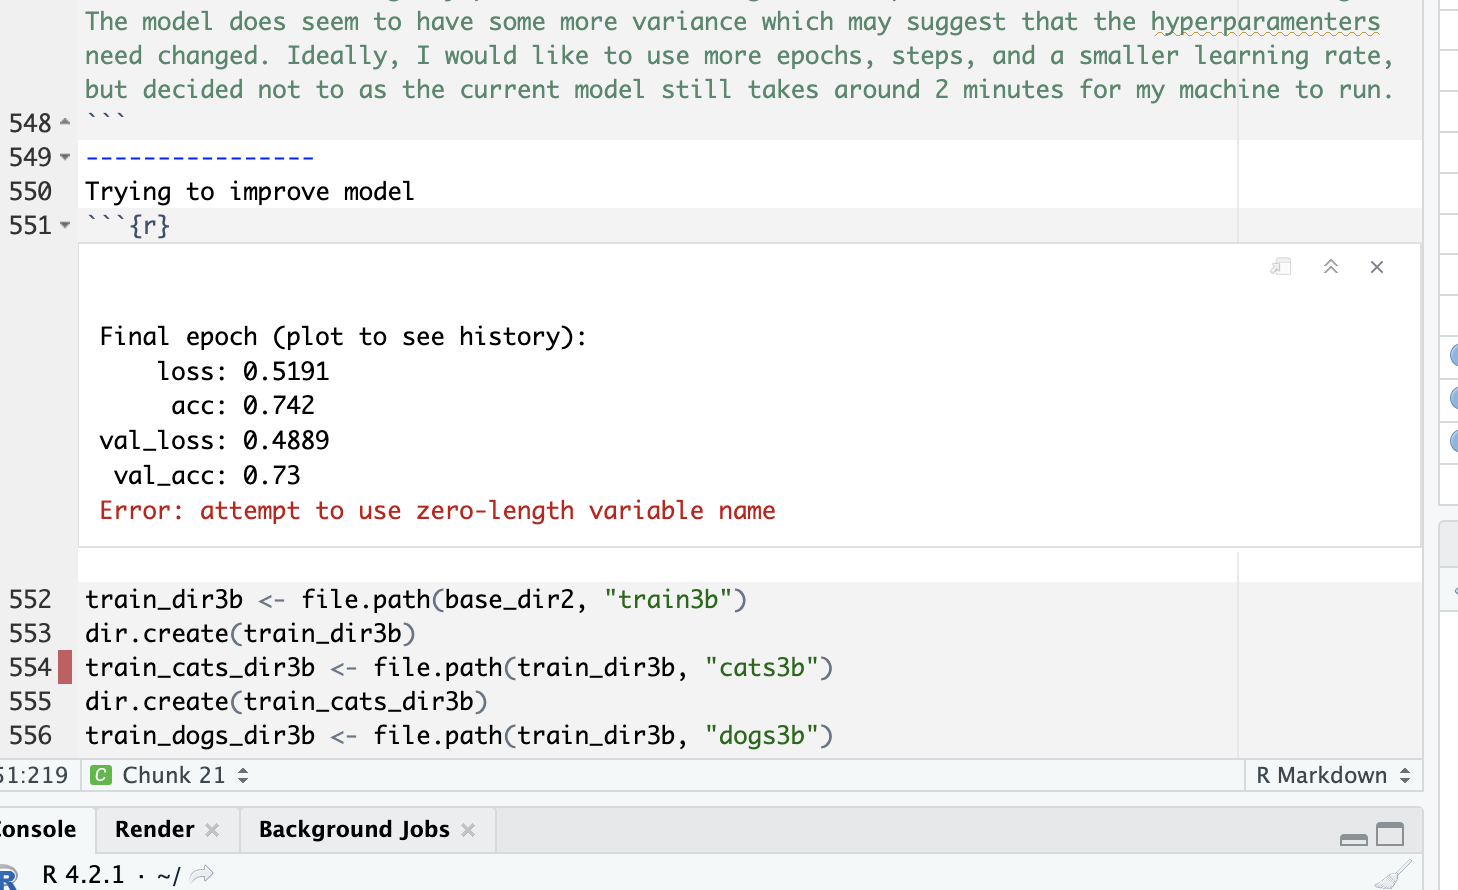 The model does seem to have some more variance which may suggest that the hyperparamenters
need changed. Ideally, I would like to use more epochs, steps, and a smaller learning rate,
but decided not to as the current model still takes around 2 minutes for my machine to run.
548 ```
549 ----------------
550 Trying to improve model
551 ```{r}
Final epoch (plot to see history):
    loss: 0.5191
     acc: 0.742
val_loss: 0.4889
 val_acc: 0.73
Error: attempt to use zero-length variable name
552 train_dir3b <- file.path(base_dir2, "train3b")
553 dir.create(train_dir3b)
554 train_cats_dir3b <- file.path(train_dir3b, "cats3b")
555 dir.create(train_cats_dir3b)
556 train_dogs_dir3b <- file.path(train_dir3b, "dogs3b")
51:219 C Chunk 21 R Markdown
onsole Render Background Jobs
R R 4.2.1 · ~/